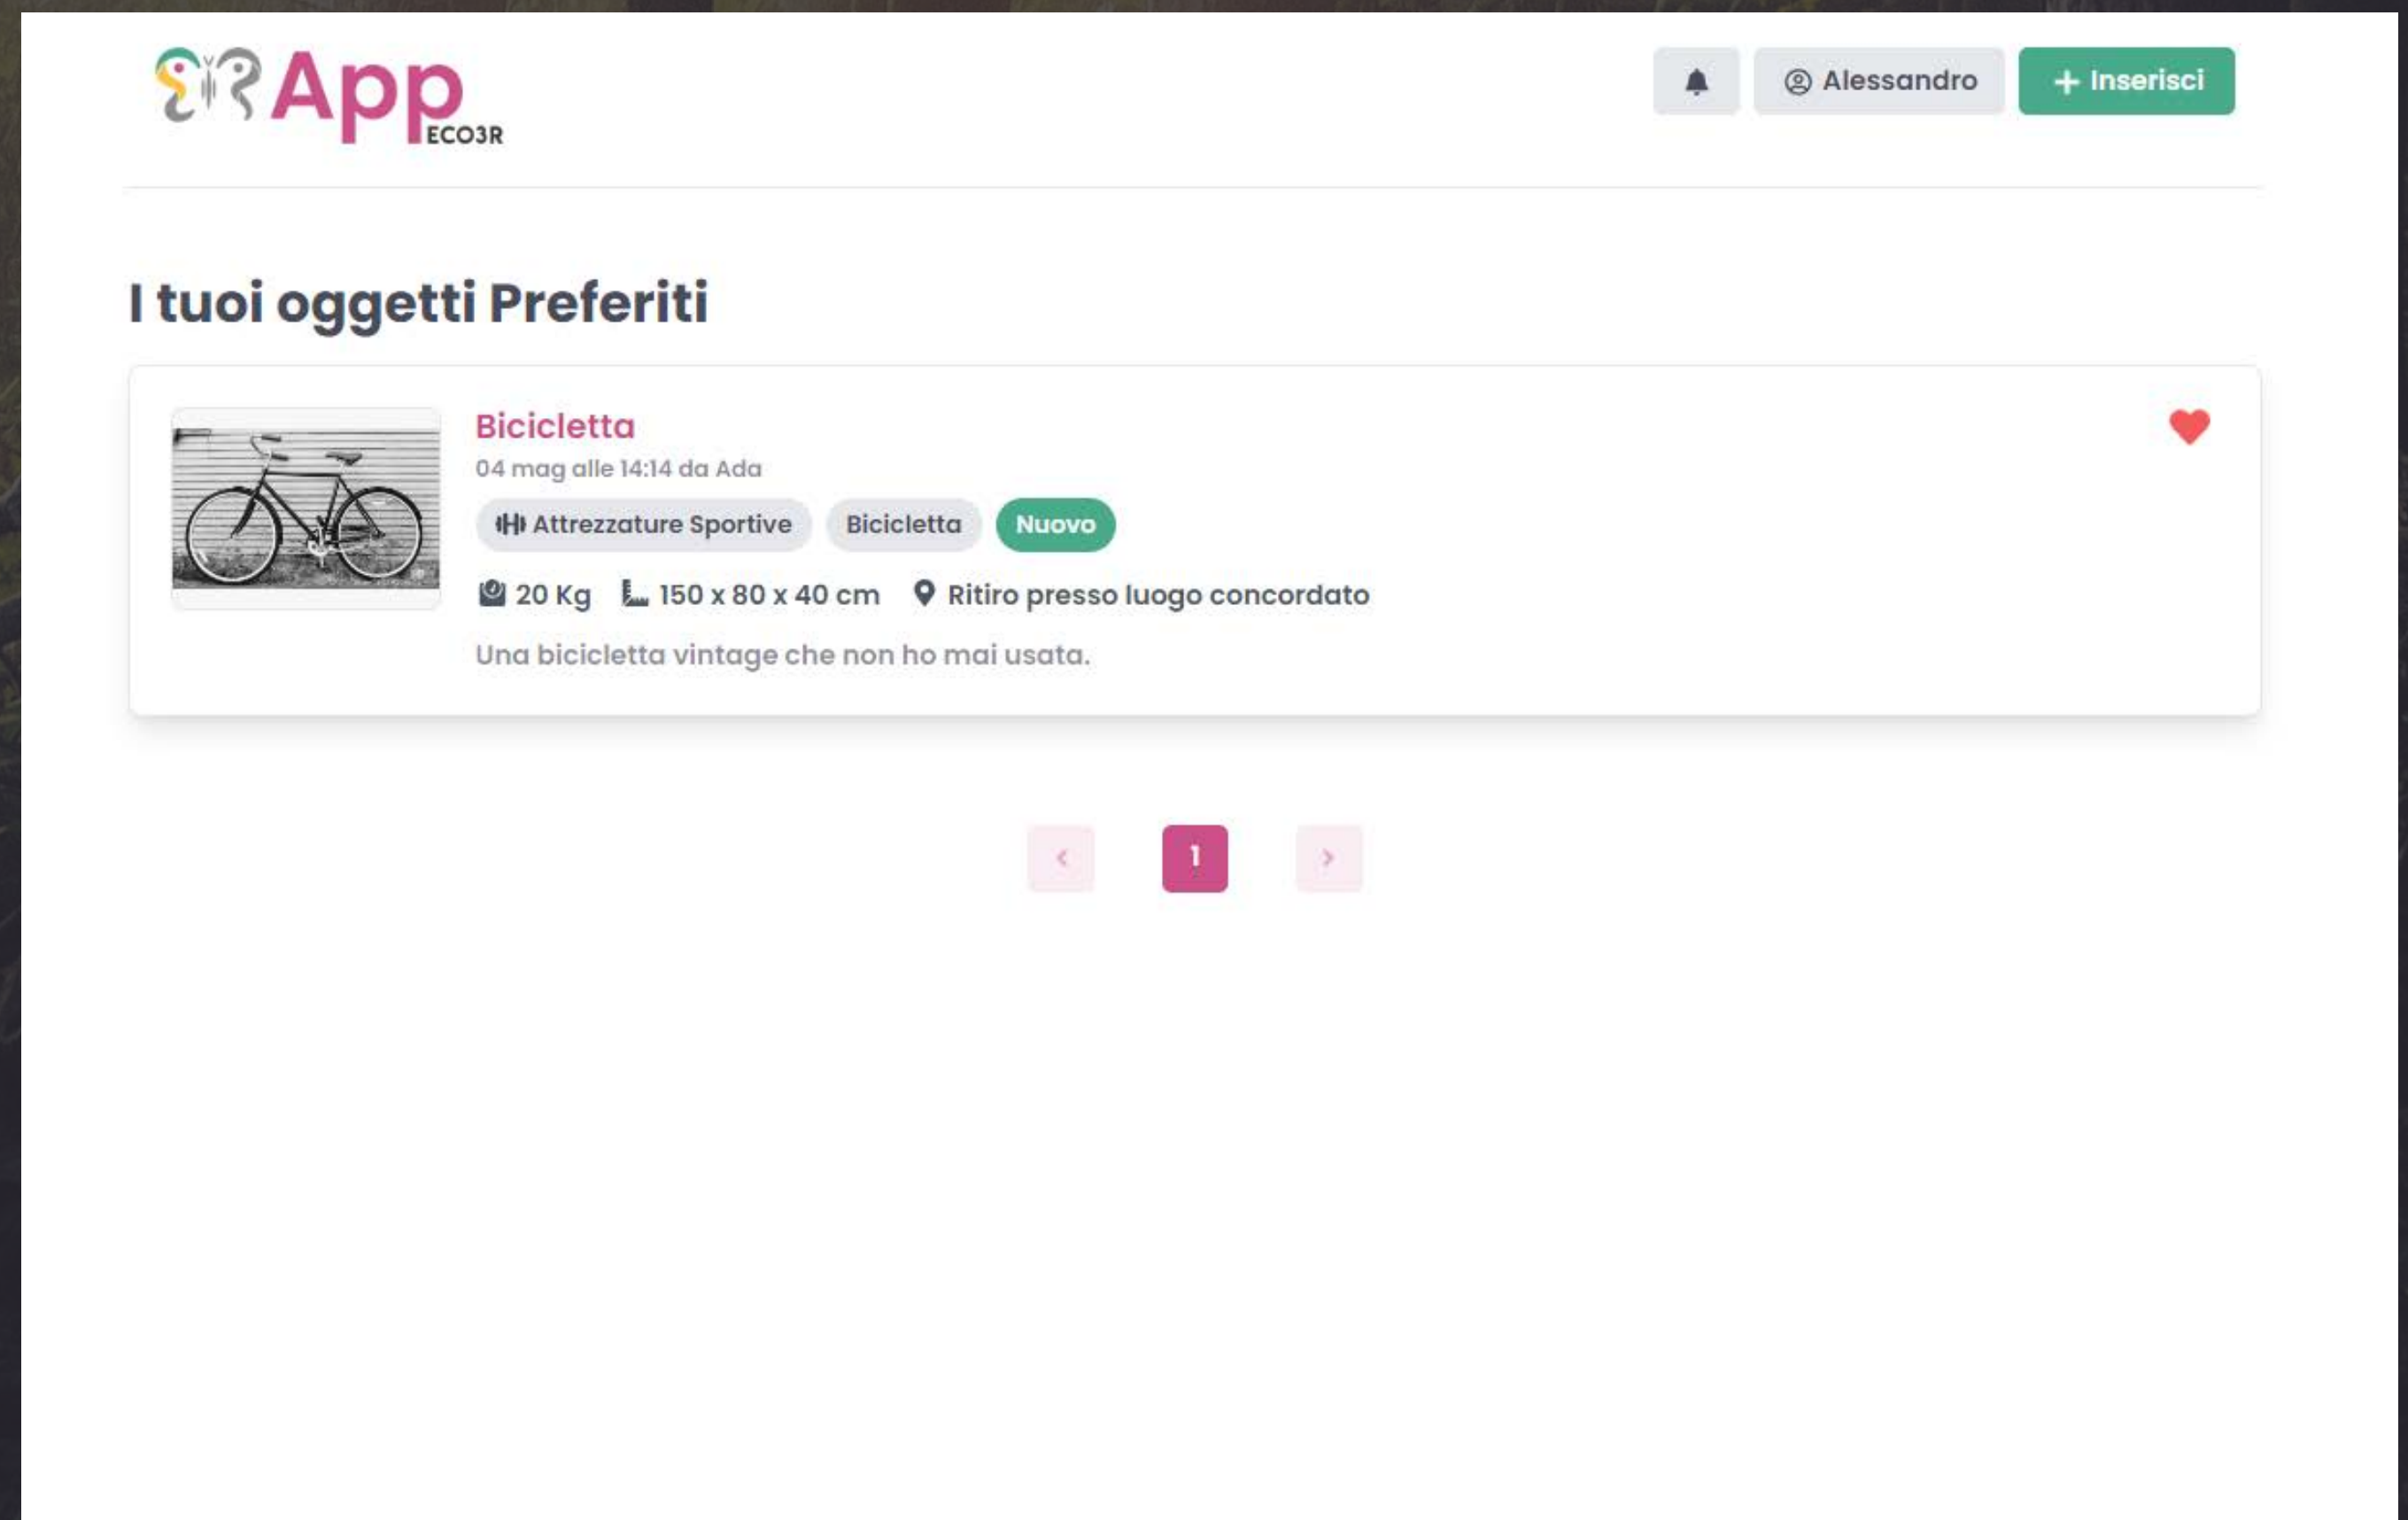 App
ECO3R
Alessandro
+ Inserisci
I tuoi oggetti Preferiti
Bicicletta
04 mag alle 14:14 da Ada
Attrezzature Sportive
Bicicletta
Nuovo
20 Kg
150 x 80 x 40 cm
Ritiro presso luogo concordato
Una bicicletta vintage che non ho mai usata.
< 1 >